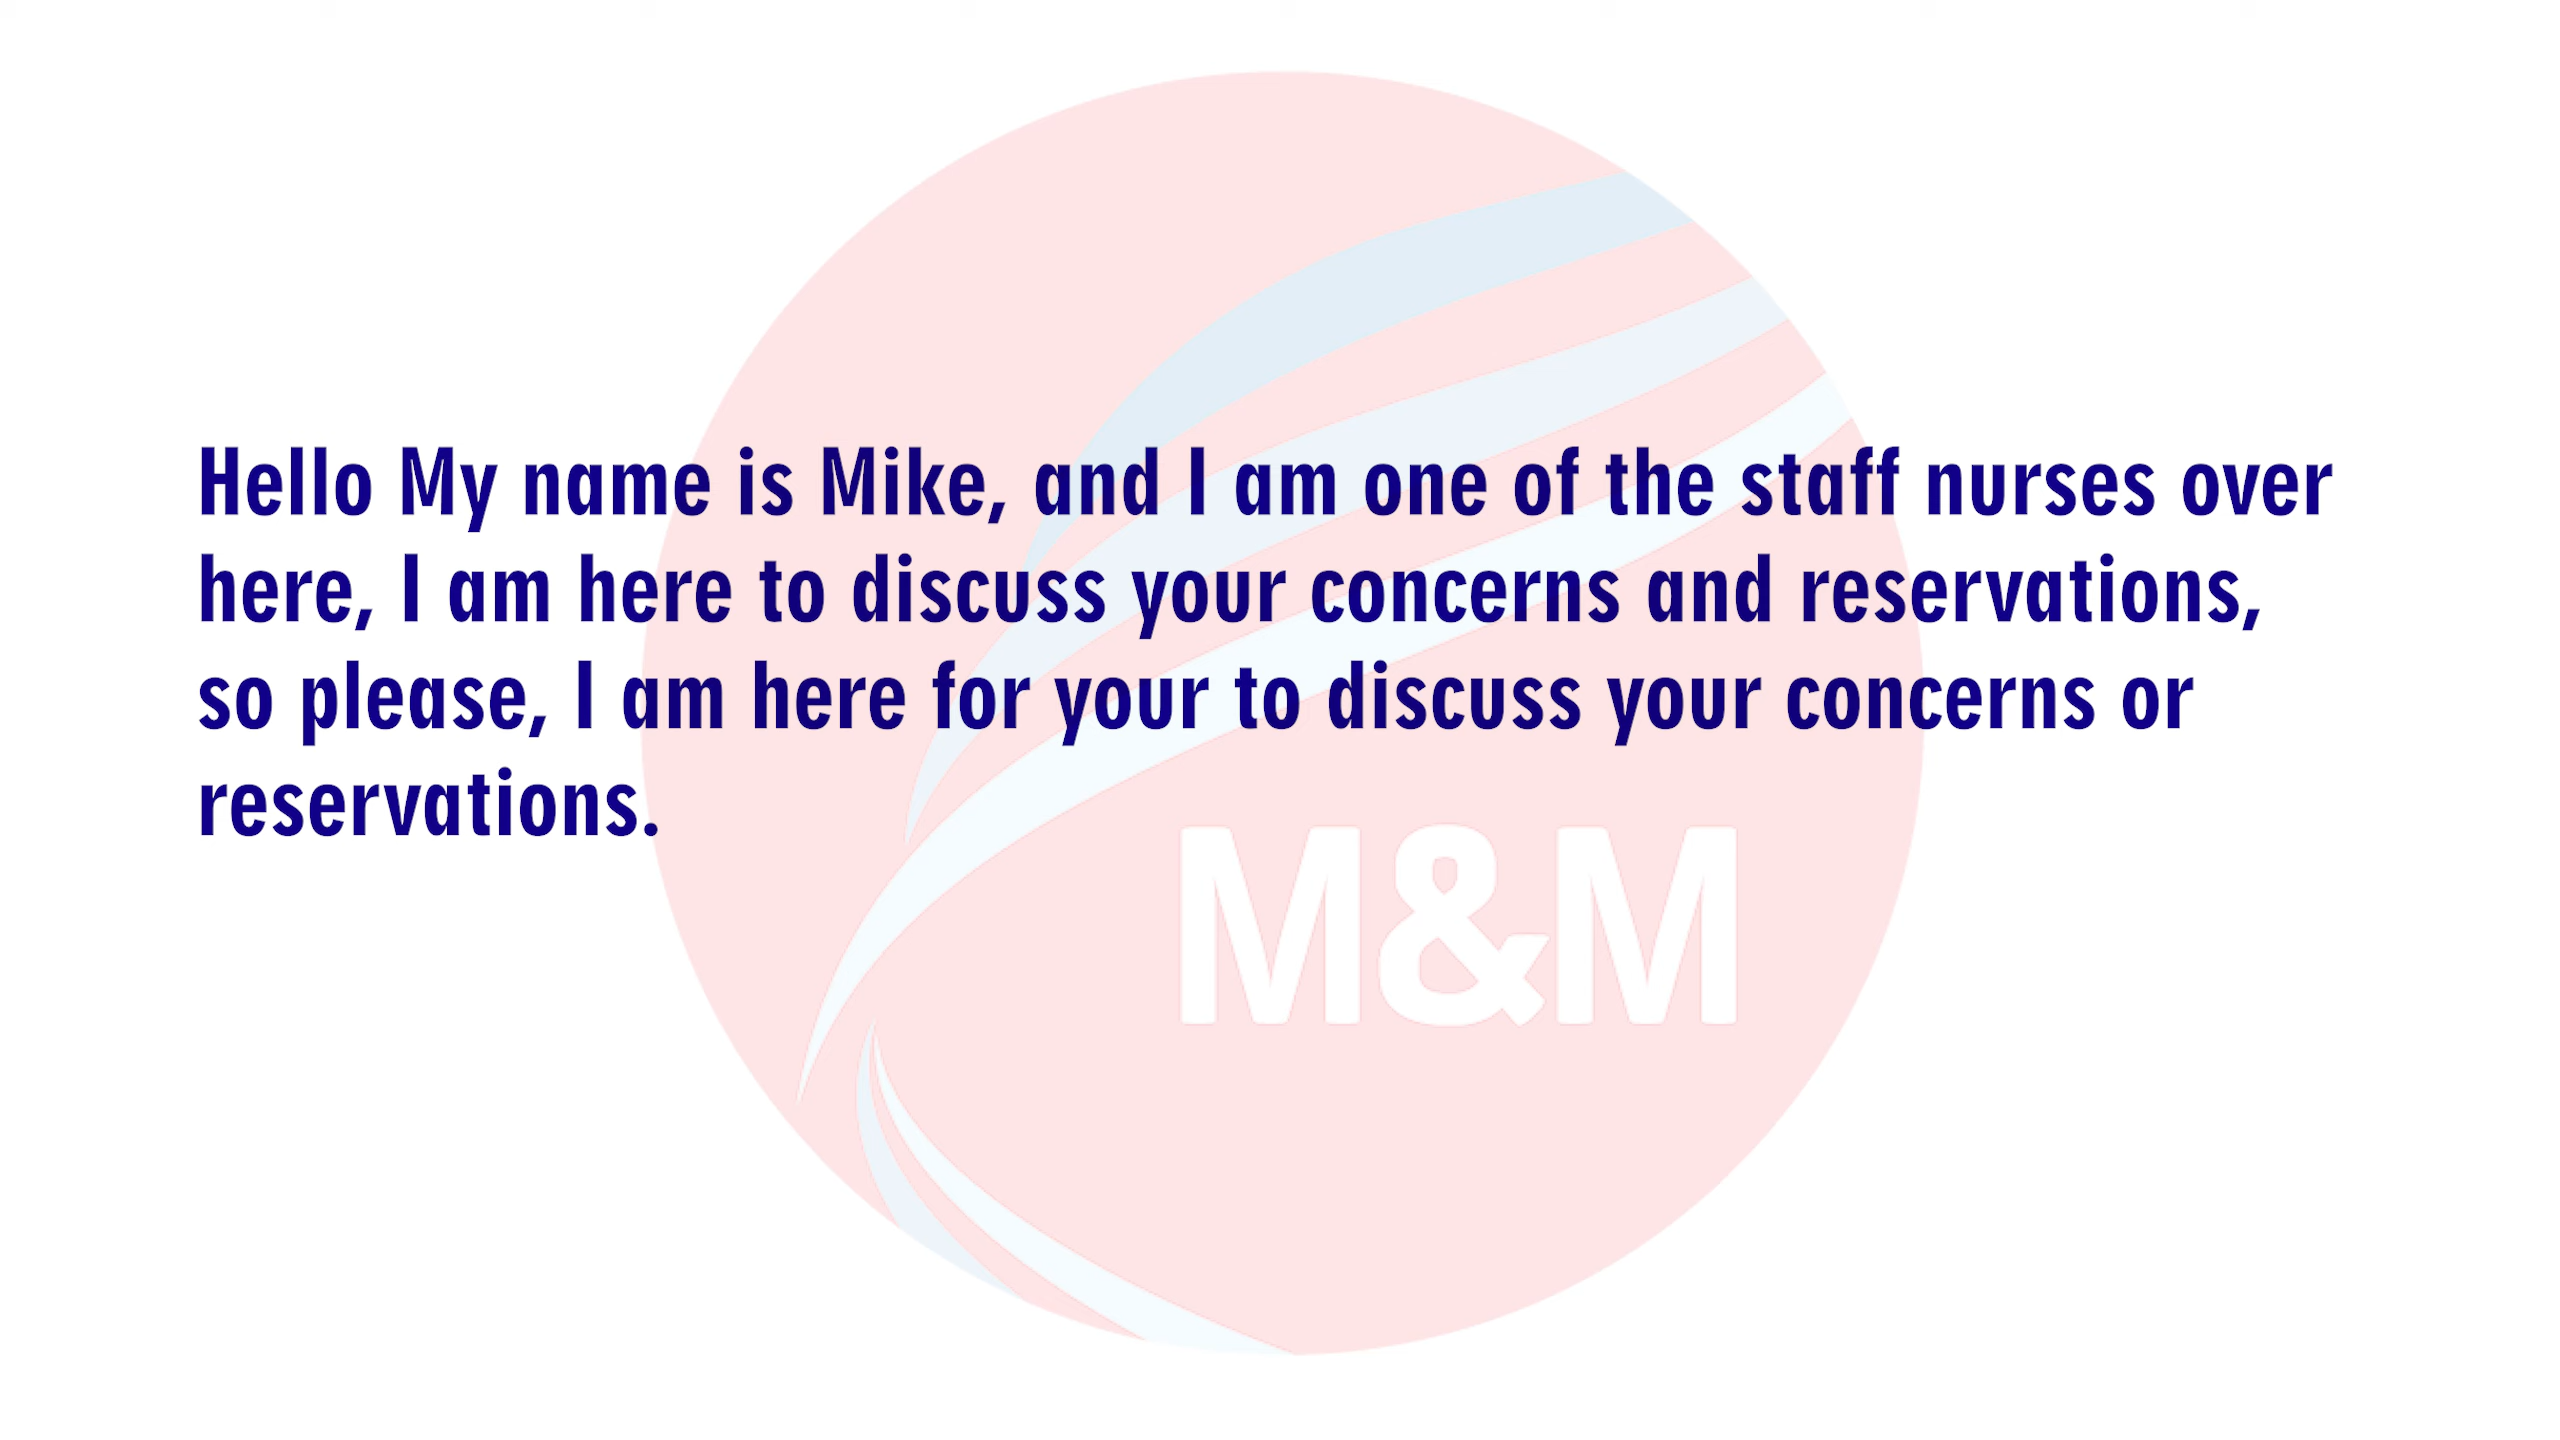 Hello My name is Mike, and I am one of the staff nurses over
here, I am here to discuss your concerns and reservations,
so please, I am here for your to discuss your concerns or
reservations.
M&M